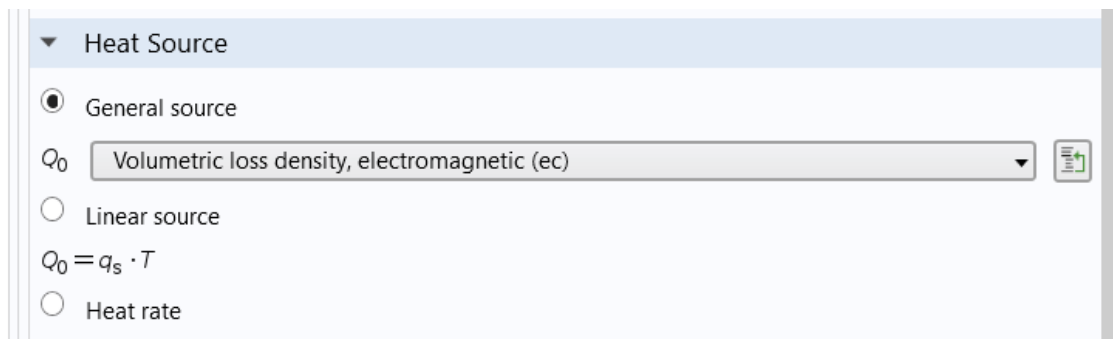 Heat Source
General source
Q₀ Volumetric loss density, electromagnetic (ec)
Linear source
Q₀ = qₛ · T
Heat rate